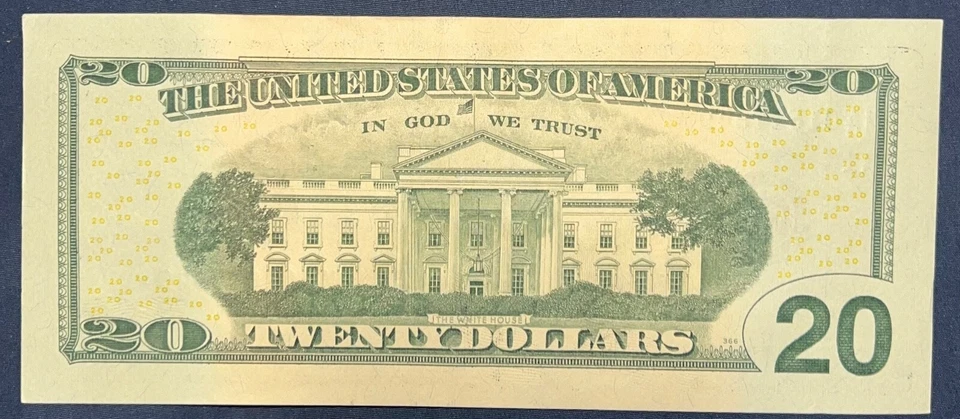 20 20
THE UNITED STATES OF AMERICA
IN GOD WE TRUST
THE WHITE HOUSE
20 TWENTY DOLLARS 366 20